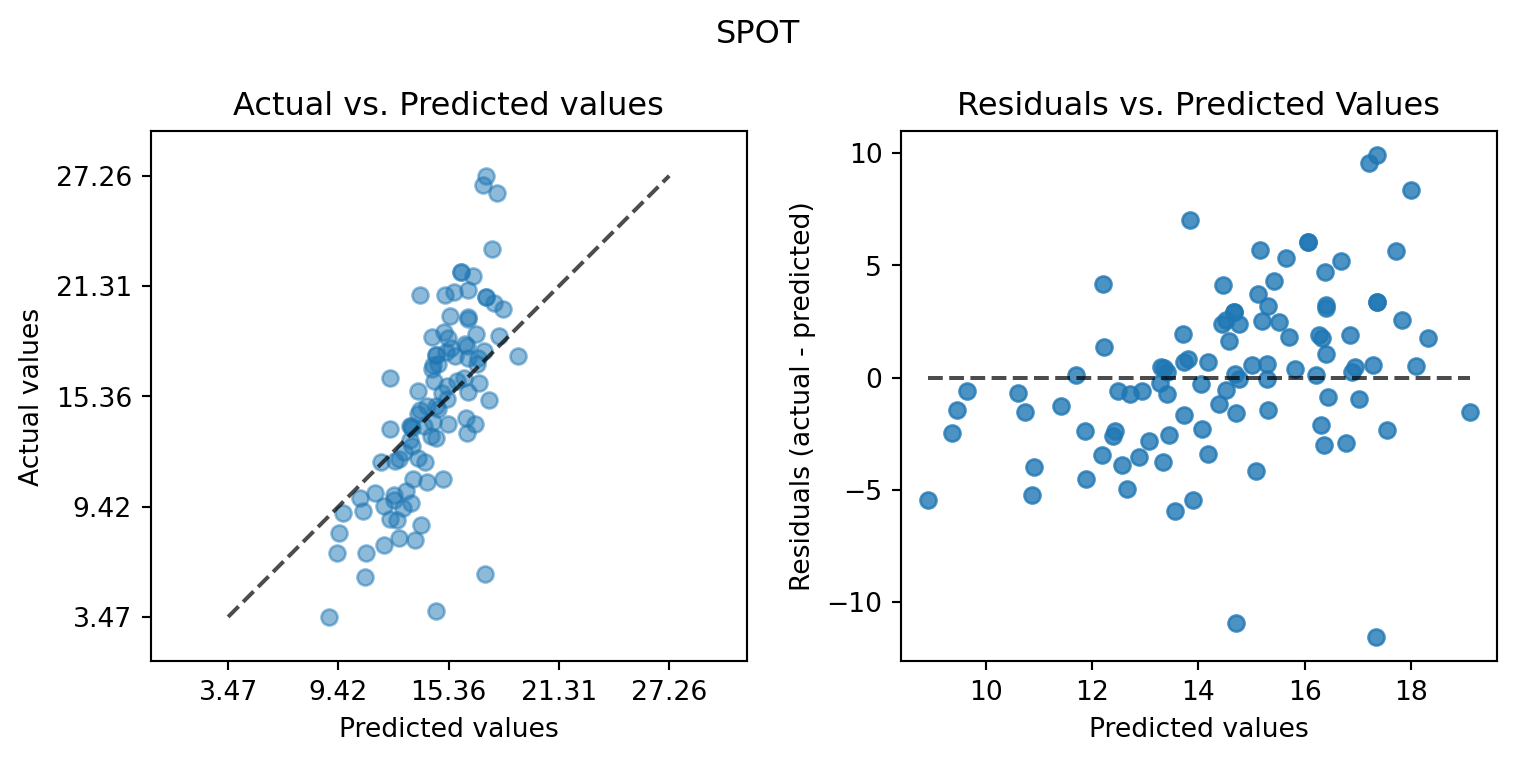 SPOT
Actual vs. Predicted values
Actual values
27.26
21.31
15.36
9.42
3.47
3.47 9.42 15.36 21.31 27.26
Predicted values
Residuals vs. Predicted Values
Residuals (actual - predicted)
10
5
0
−5
−10
10 12 14 16 18
Predicted values